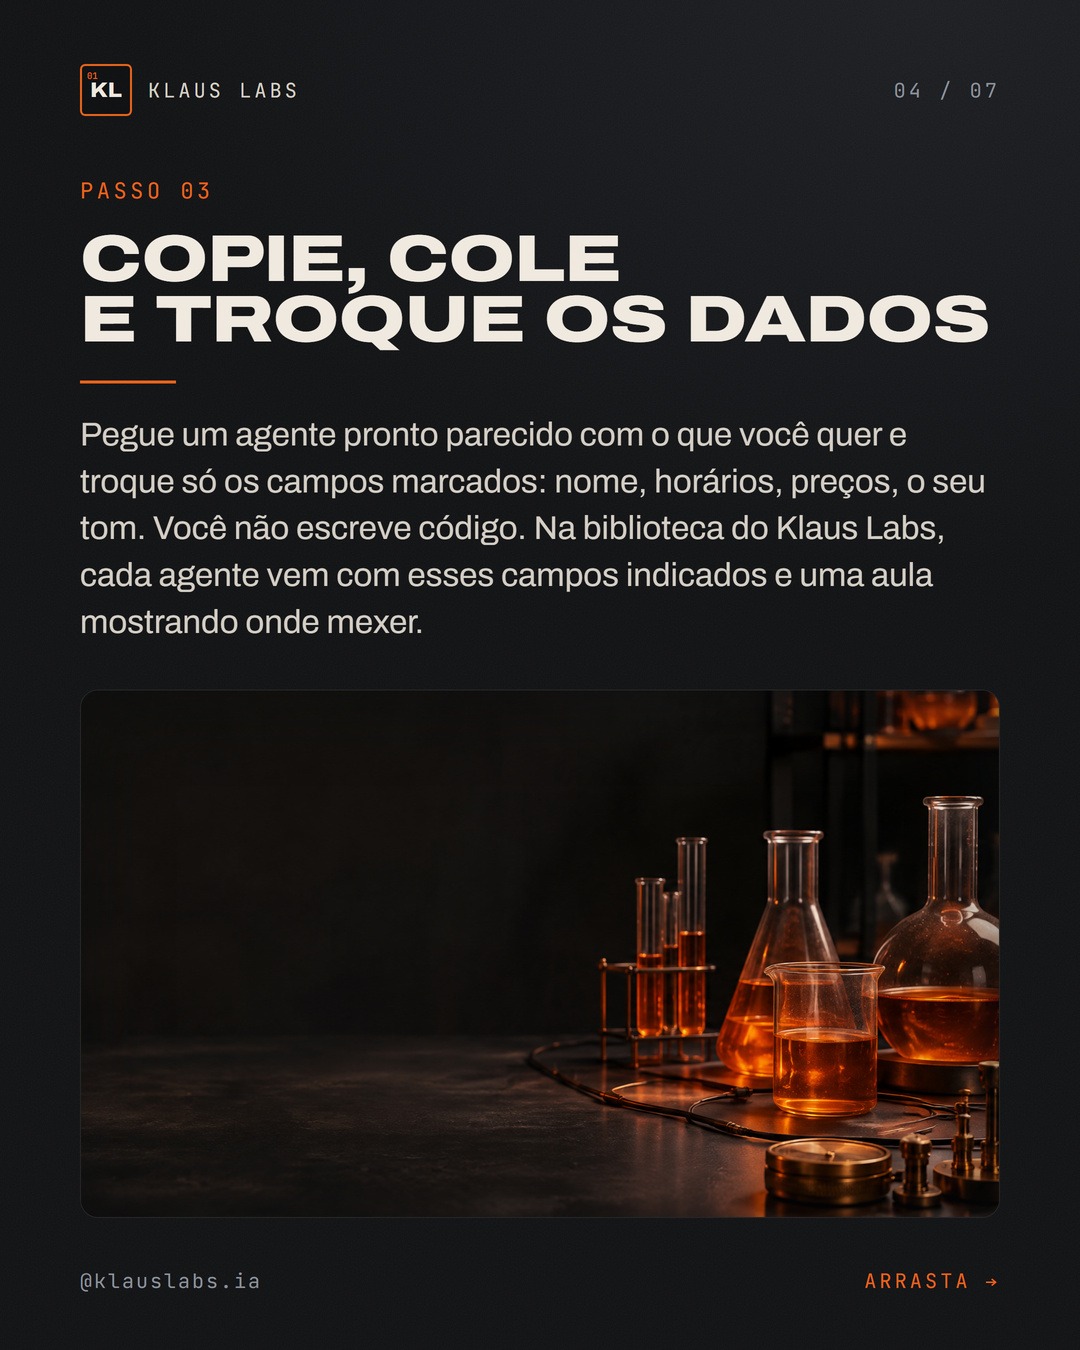 01
KL
KLAUS LABS
04 / 07
PASSO 03
COPIE, COLE
E TROQUE OS DADOS
Pegue um agente pronto parecido com o que você quer e
troque só os campos marcados: nome, horários, preços, o seu
tom. Você não escreve código. Na biblioteca do Klaus Labs,
cada agente vem com esses campos indicados e uma aula
mostrando onde mexer.
@klauslabs.ia
ARRASTA →